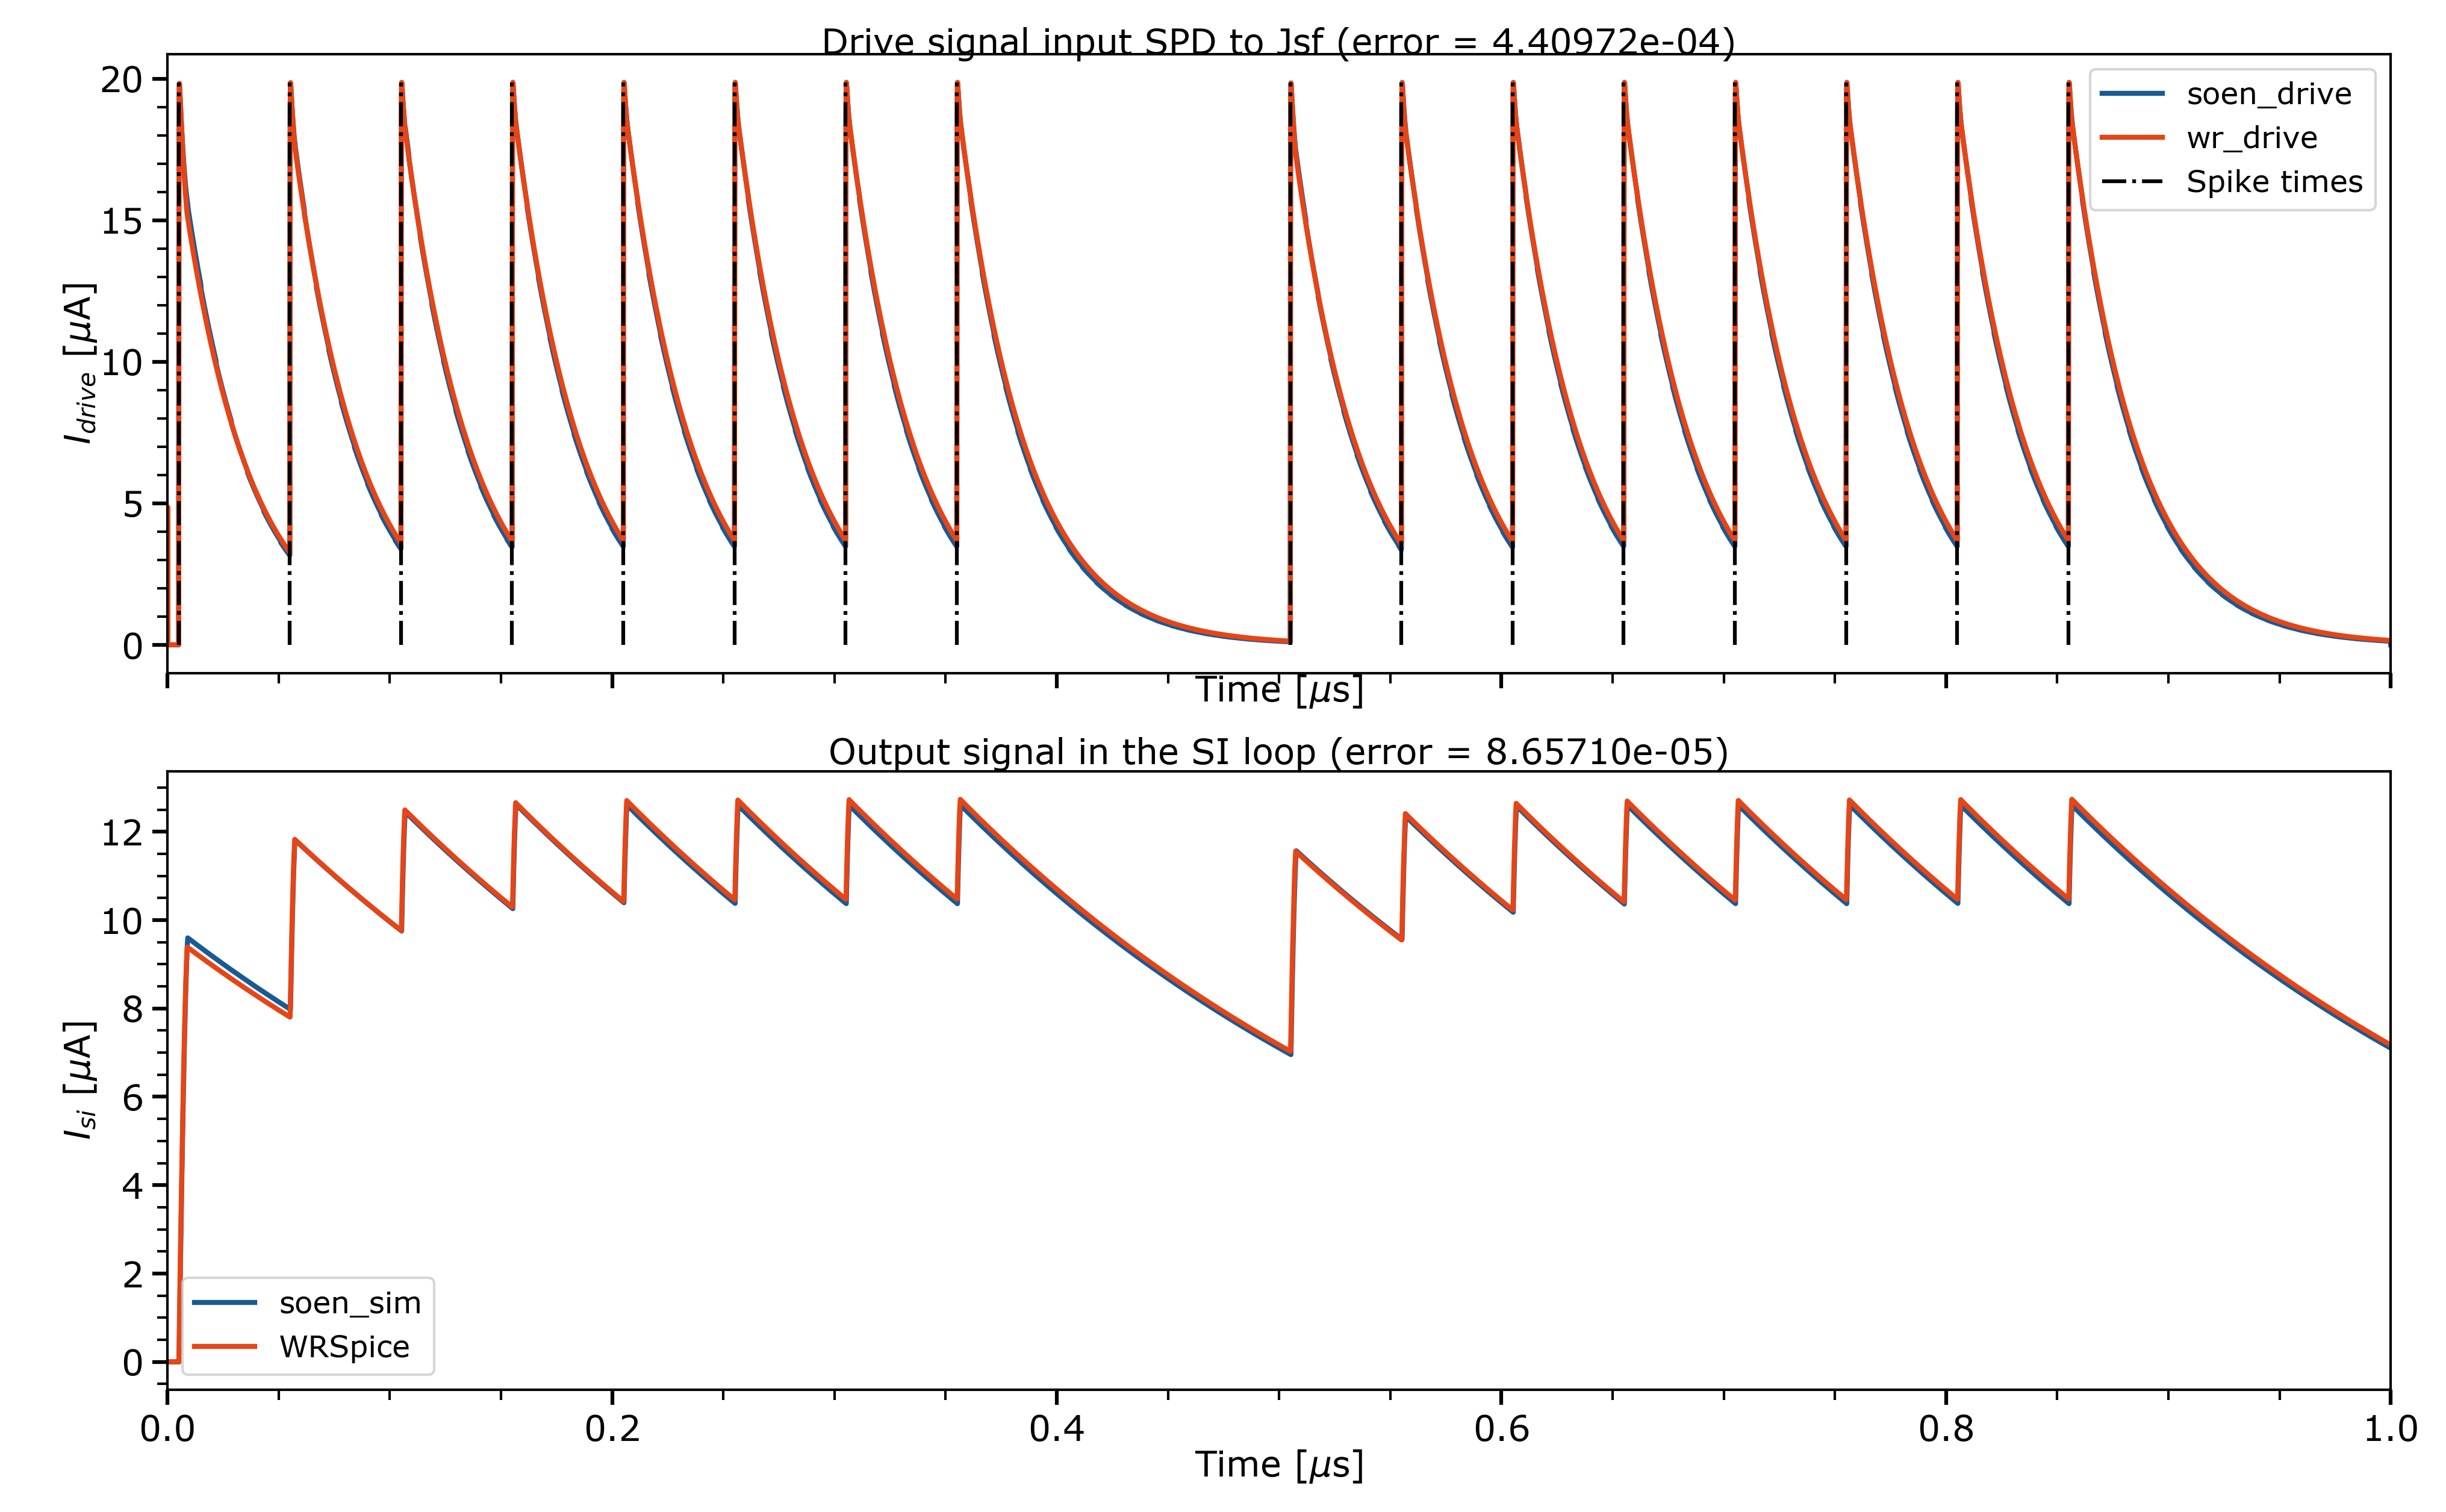 Drive signal input SPD to Jsf (error = 4.40972e-04)
20
15
10
5
0
I_drive [μA]
soen_drive
wr_drive
Spike times
Time [μs]
Output signal in the SI loop (error = 8.65710e-05)
12
10
8
6
4
2
0
I_si [μA]
soen_sim
WRSpice
0.0 0.2 0.4 0.6 0.8 1.0
Time [μs]